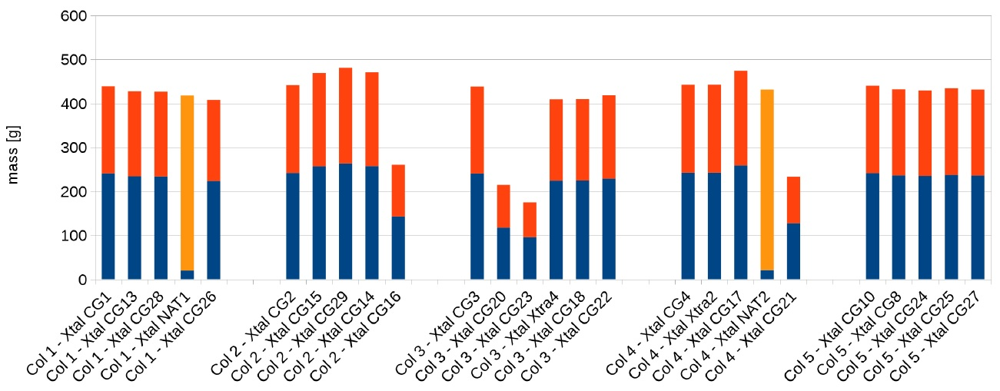 600
500
400
300
200
100
0
mass [g]
Col 1 - Xtal CG1
Col 1 - Xtal CG13
Col 1 - Xtal CG28
Col 1 - Xtal NAT1
Col 1 - Xtal CG26
Col 2 - Xtal CG2
Col 2 - Xtal CG15
Col 2 - Xtal CG29
Col 2 - Xtal CG14
Col 2 - Xtal CG16
Col 3 - Xtal CG3
Col 3 - Xtal CG20
Col 3 - Xtal CG23
Col 3 - Xtal Xtra4
Col 3 - Xtal CG18
Col 3 - Xtal CG22
Col 4 - Xtal CG4
Col 4 - Xtal Xtra2
Col 4 - Xtal CG17
Col 4 - Xtal NAT2
Col 4 - Xtal CG21
Col 5 - Xtal CG10
Col 5 - Xtal CG8
Col 5 - Xtal CG24
Col 5 - Xtal CG25
Col 5 - Xtal CG27